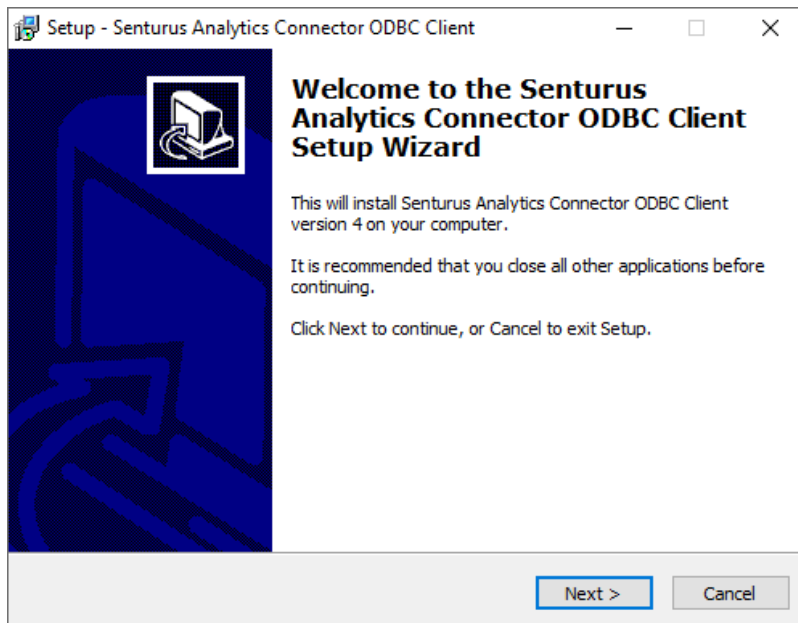 Setup - Senturus Analytics Connector ODBC Client
Welcome to the Senturus
Analytics Connector ODBC Client
Setup Wizard
This will install Senturus Analytics Connector ODBC Client
version 4 on your computer.
It is recommended that you close all other applications before
continuing.
Click Next to continue, or Cancel to exit Setup.
Next >
Cancel